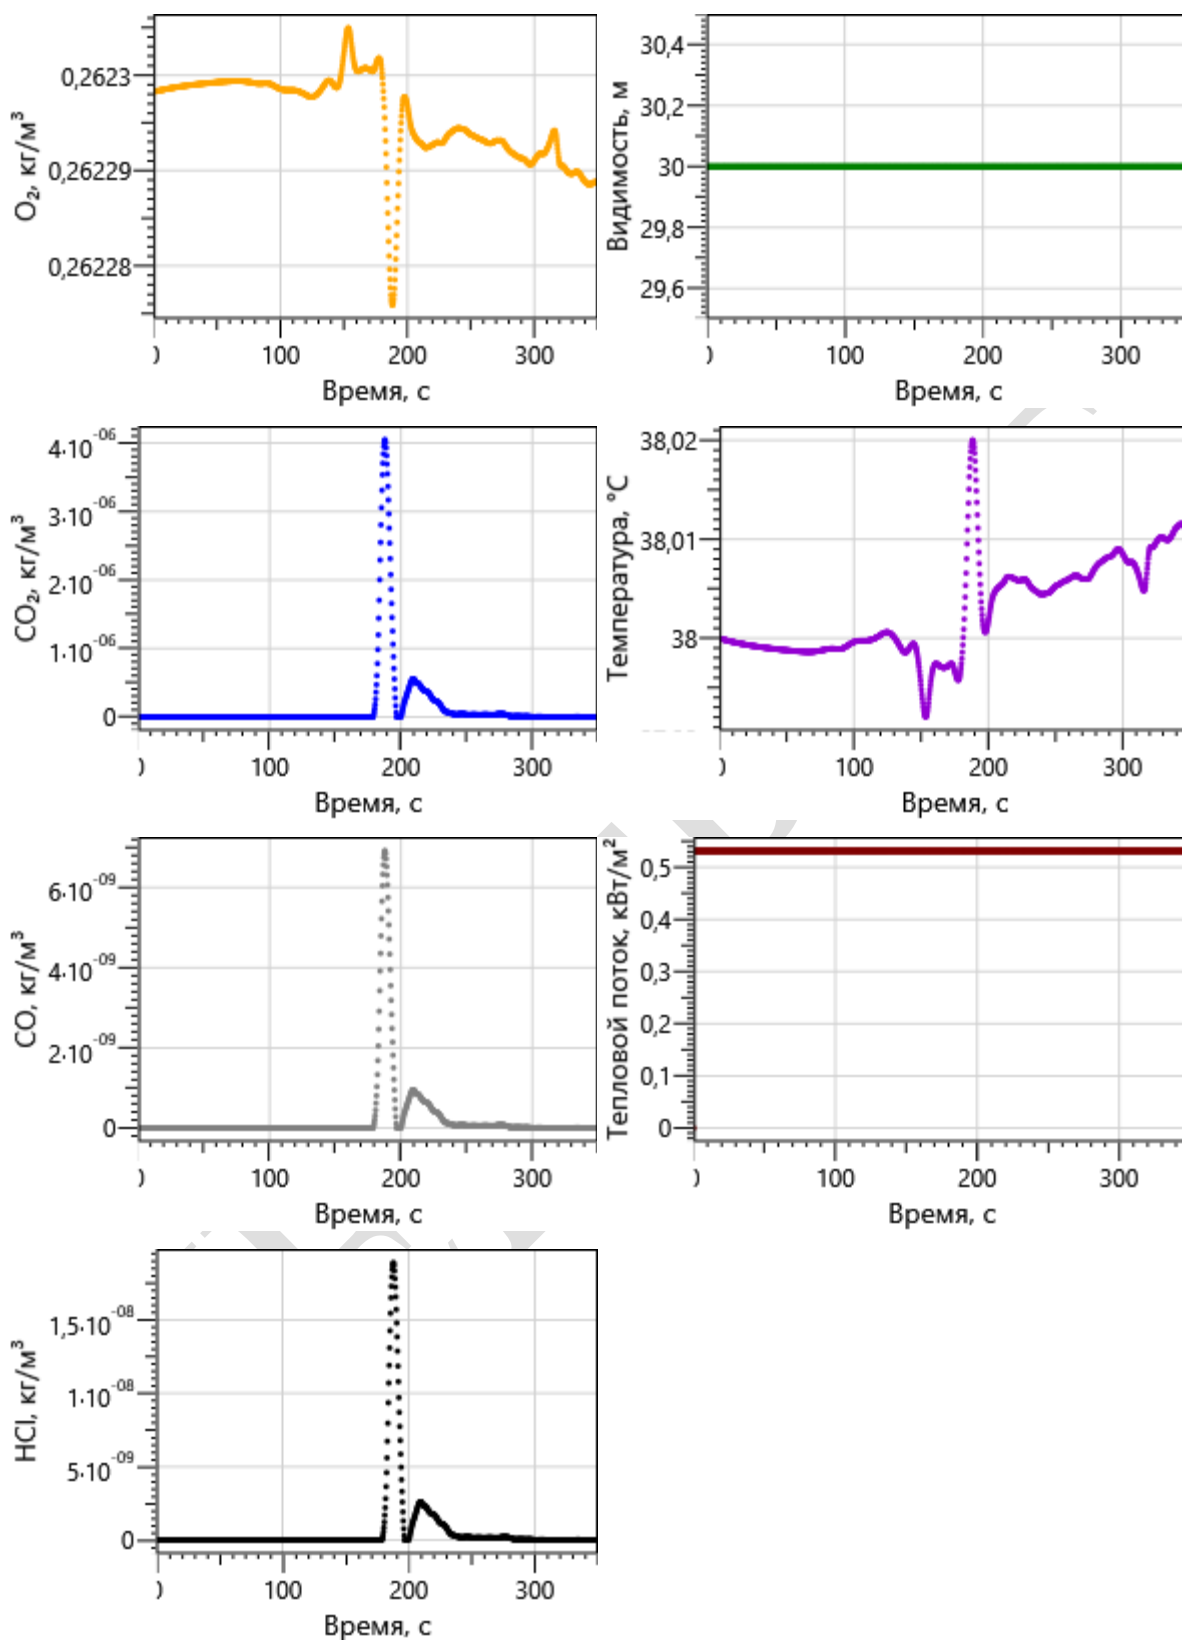 O₂, кг/м³
0,2623
0,26229
0,26228
0 100 200 300
Время, с
Видимость, м
30,4
30,2
30
29,8
29,6
0 100 200 300
Время, с
CO₂, кг/м³
4·10⁻⁰⁶
3·10⁻⁰⁶
2·10⁻⁰⁶
1·10⁻⁰⁶
0
0 100 200 300
Время, с
Температура, °C
38,02
38,01
38
0 100 200 300
Время, с
CO, кг/м³
6·10⁻⁰⁹
4·10⁻⁰⁹
2·10⁻⁰⁹
0
0 100 200 300
Время, с
Тепловой поток, кВт/м²
0,5
0,4
0,3
0,2
0,1
0
100 200 300
Время, с
HCl, кг/м³
1,5·10⁻⁰⁸
1·10⁻⁰⁸
5·10⁻⁰⁹
0
100 200 300
Время, с